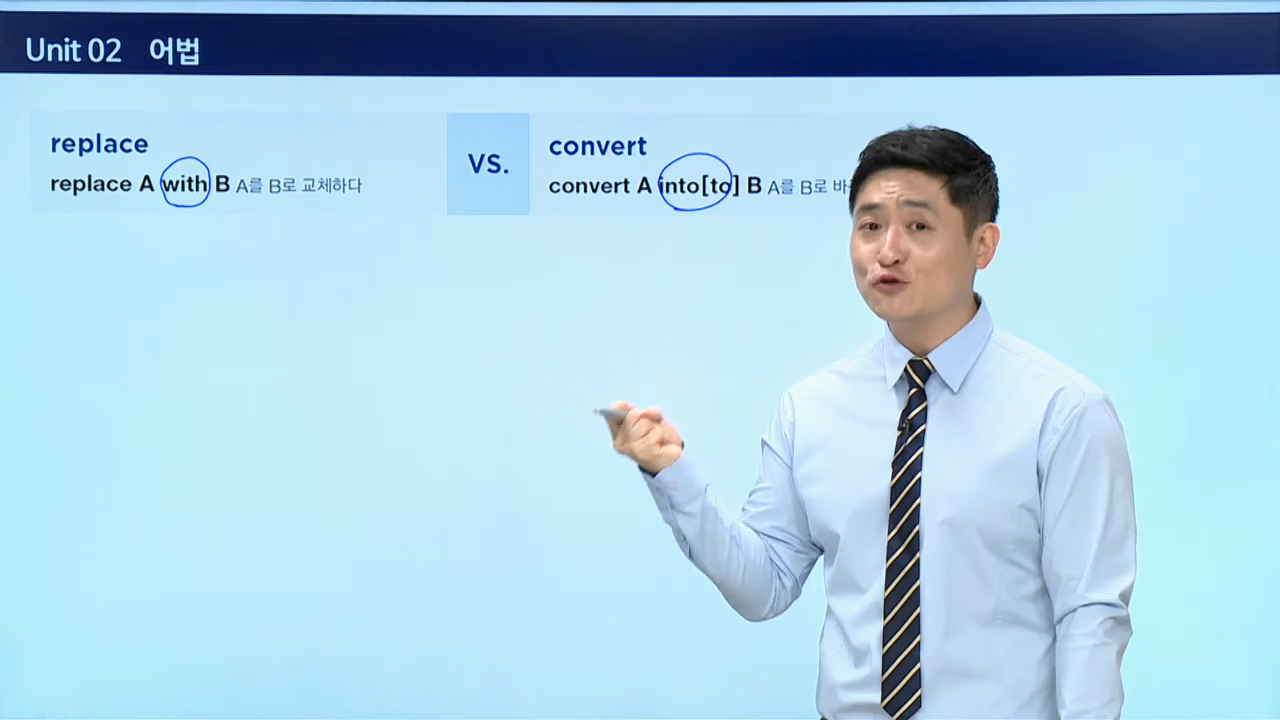 Unit 02 어법
replace
replace A with B A를 B로 교체하다
VS.
convert
convert A into[to] B A를 B로